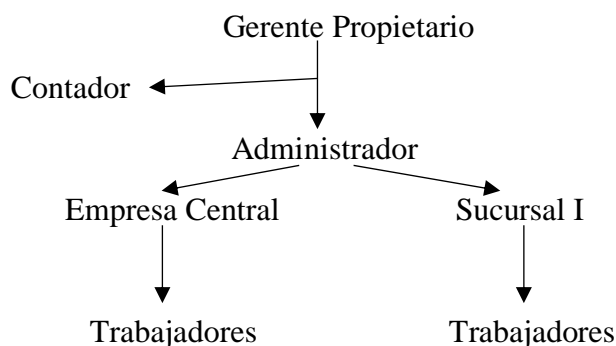 Gerente Propietario
Contador
Administrador
Empresa Central
Sucursal I
Trabajadores
Trabajadores